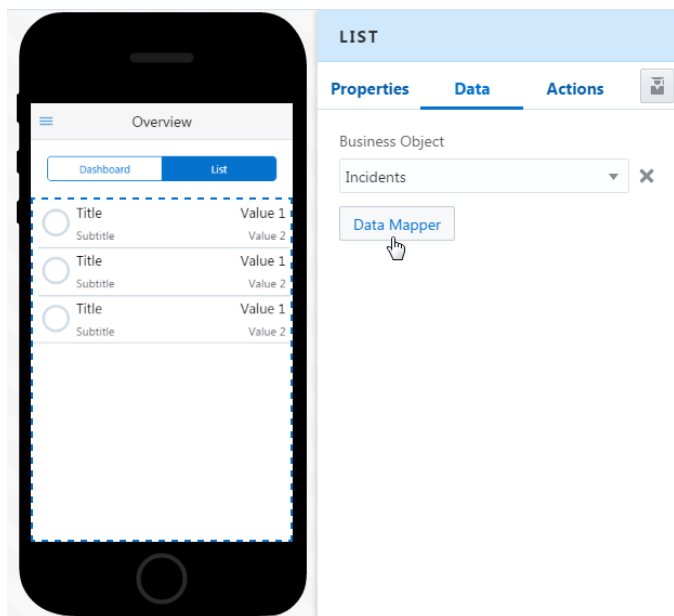 Overview
Dashboard List
Title Value 1
Subtitle Value 2
Title Value 1
Subtitle Value 2
Title Value 1
Subtitle Value 2
LIST
Properties Data Actions
Business Object
Incidents
Data Mapper